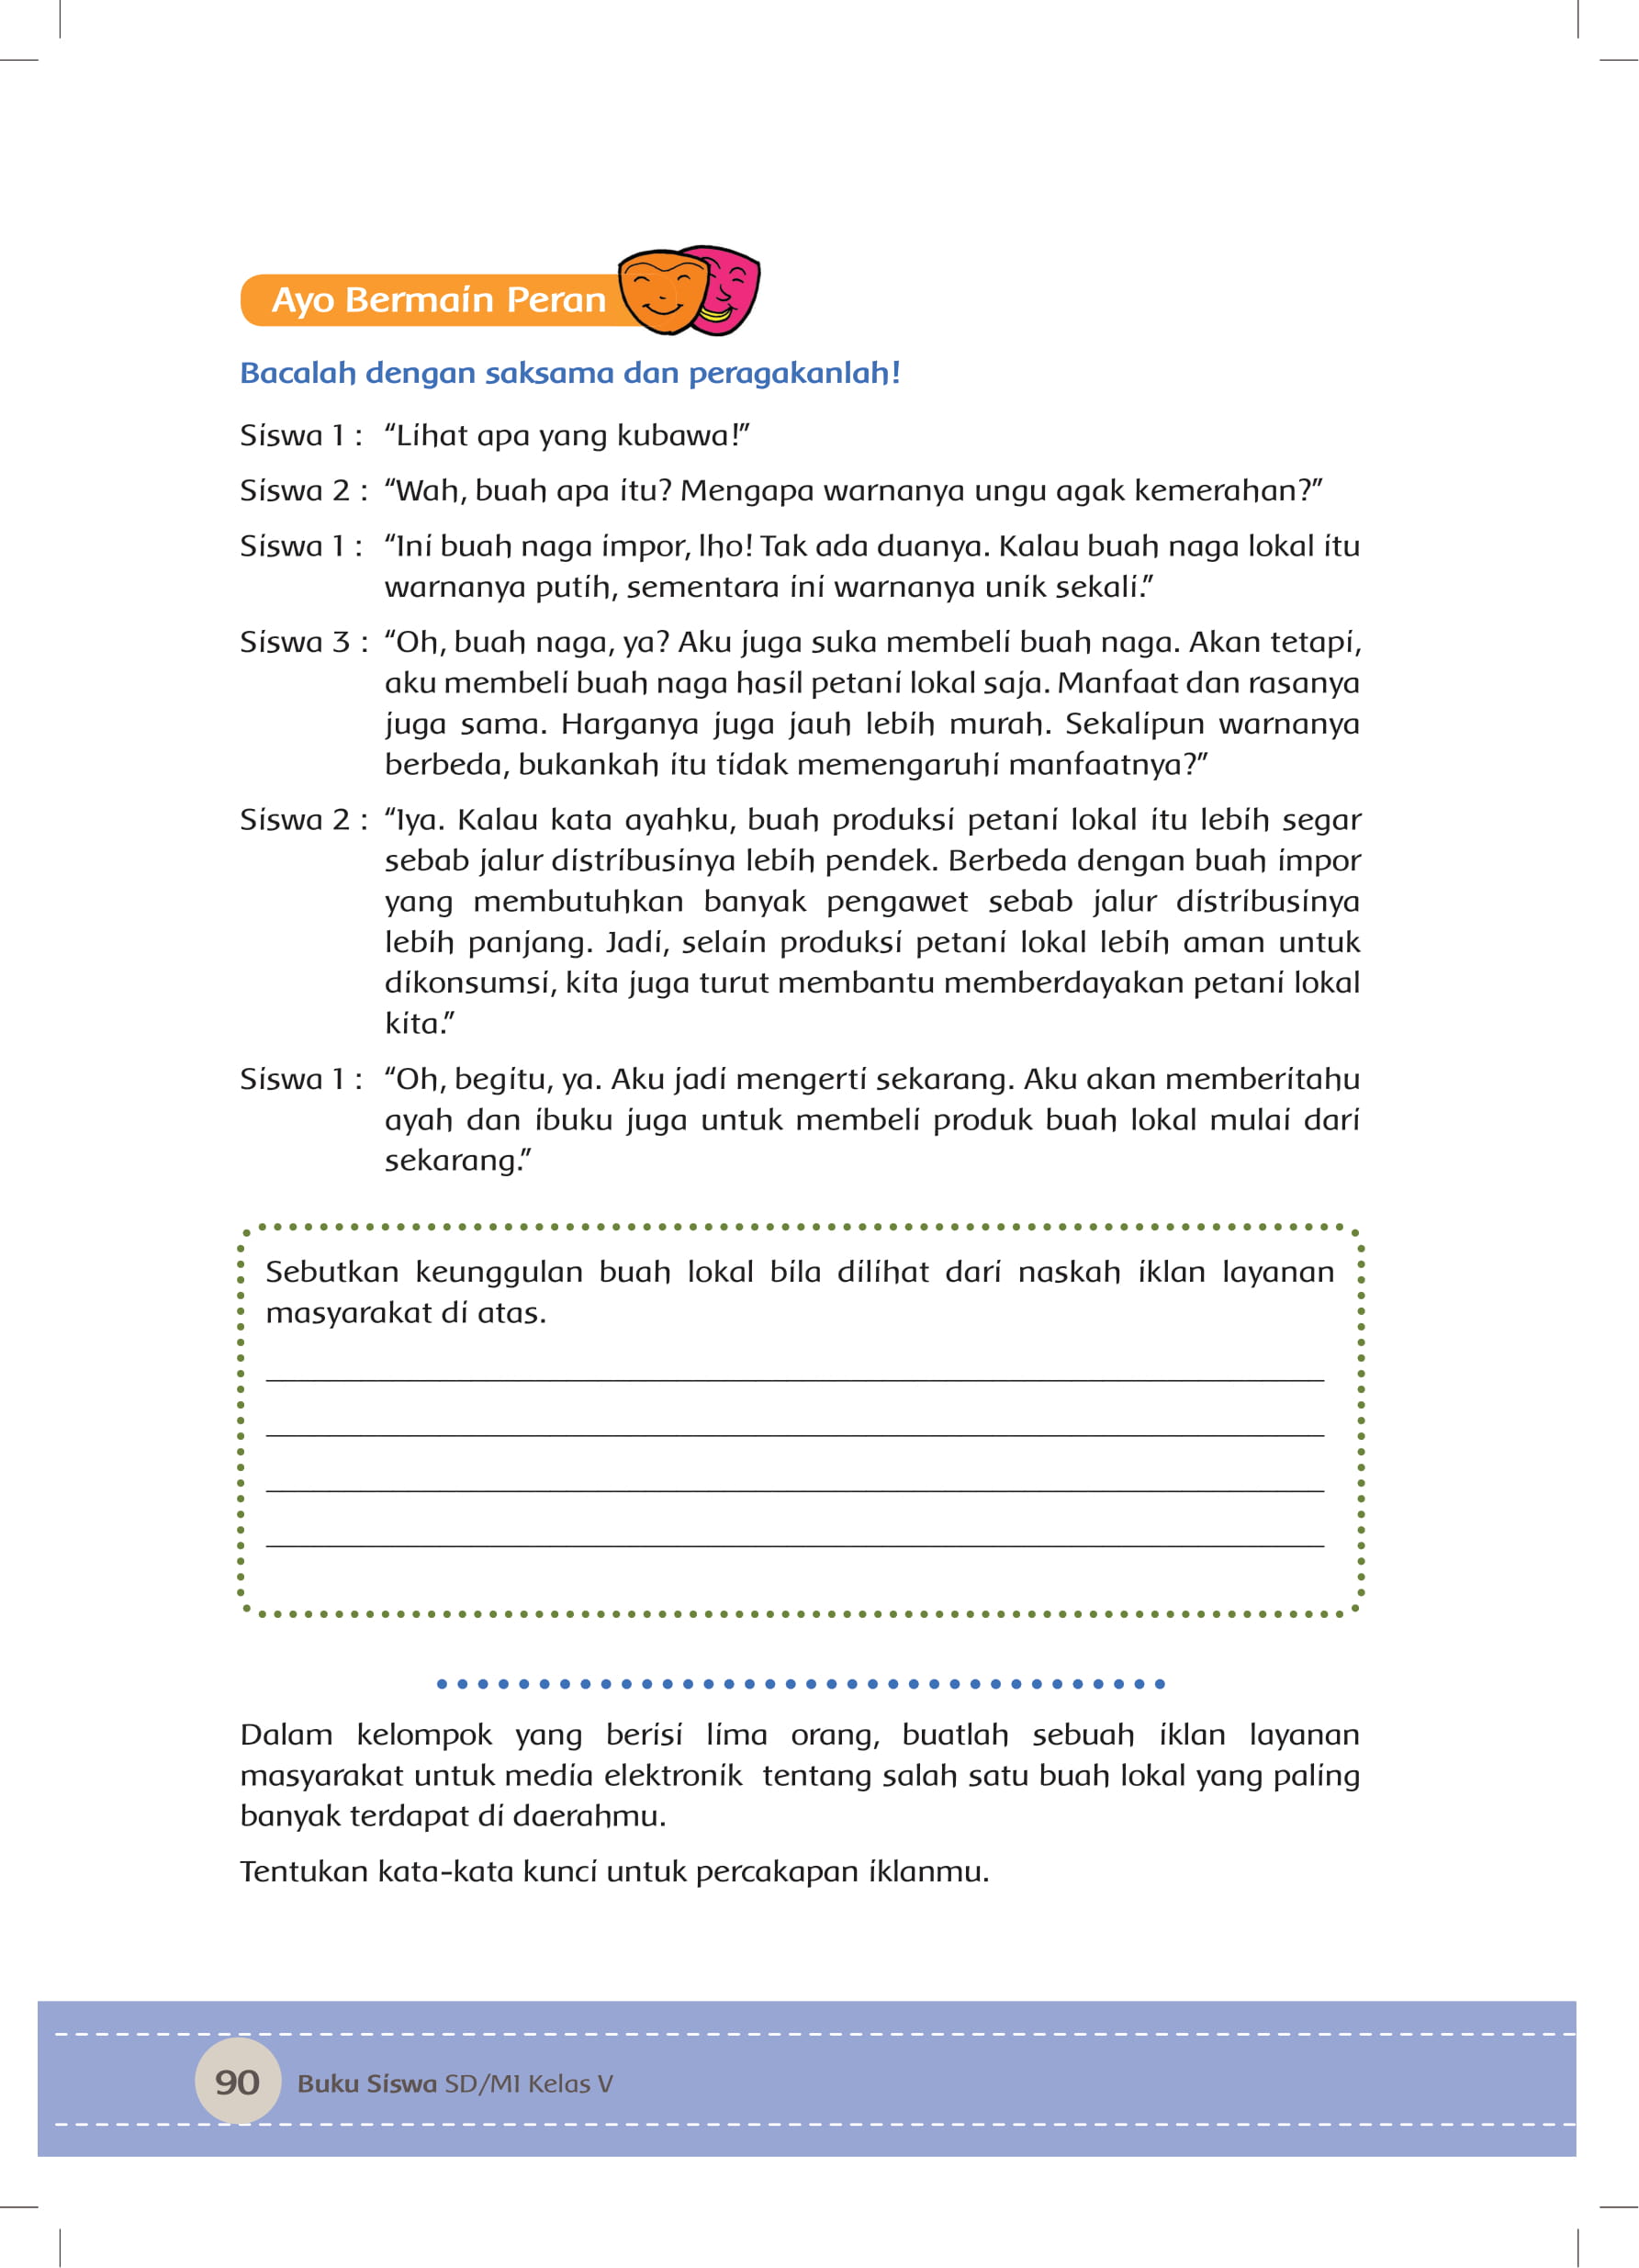 Ayo Bermain Peran
Bacalah dengan saksama dan peragakanlah!
Siswa 1 : “Lihat apa yang kubawa!”
Siswa 2 : “Wah, buah apa itu? Mengapa warnanya ungu agak kemerahan?”
Siswa 1 : “Ini buah naga impor, lho! Tak ada duanya. Kalau buah naga lokal itu
warnanya putih, sementara ini warnanya unik sekali.”
Siswa 3 : “Oh, buah naga, ya? Aku juga suka membeli buah naga. Akan tetapi,
aku membeli buah naga hasil petani lokal saja. Manfaat dan rasanya
juga sama. Harganya juga jauh lebih murah. Sekalipun warnanya
berbeda, bukankah itu tidak memengaruhi manfaatnya?”
Siswa 2 : “Iya. Kalau kata ayahku, buah produksi petani lokal itu lebih segar
sebab jalur distribusinya lebih pendek. Berbeda dengan buah impor
yang membutuhkan banyak pengawet sebab jalur distribusinya
lebih panjang. Jadi, selain produksi petani lokal lebih aman untuk
dikonsumsi, kita juga turut membantu memberdayakan petani lokal
kita.”
Siswa 1 : “Oh, begitu, ya. Aku jadi mengerti sekarang. Aku akan memberitahu
ayah dan ibuku juga untuk membeli produk buah lokal mulai dari
sekarang.”
Sebutkan keunggulan buah lokal bila dilihat dari naskah iklan layanan
masyarakat di atas.
Dalam kelompok yang berisi lima orang, buatlah sebuah iklan layanan
masyarakat untuk media elektronik tentang salah satu buah lokal yang paling
banyak terdapat di daerahmu.
Tentukan kata-kata kunci untuk percakapan iklanmu.
90 Buku Siswa SD/MI Kelas V